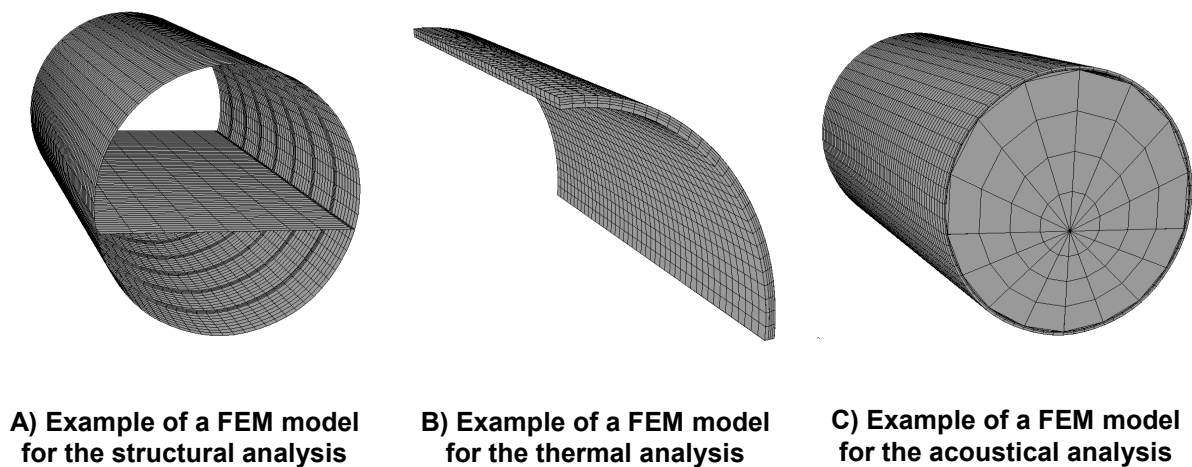 A) Example of a FEM model
for the structural analysis
B) Example of a FEM model
for the thermal analysis
C) Example of a FEM model
for the acoustical analysis